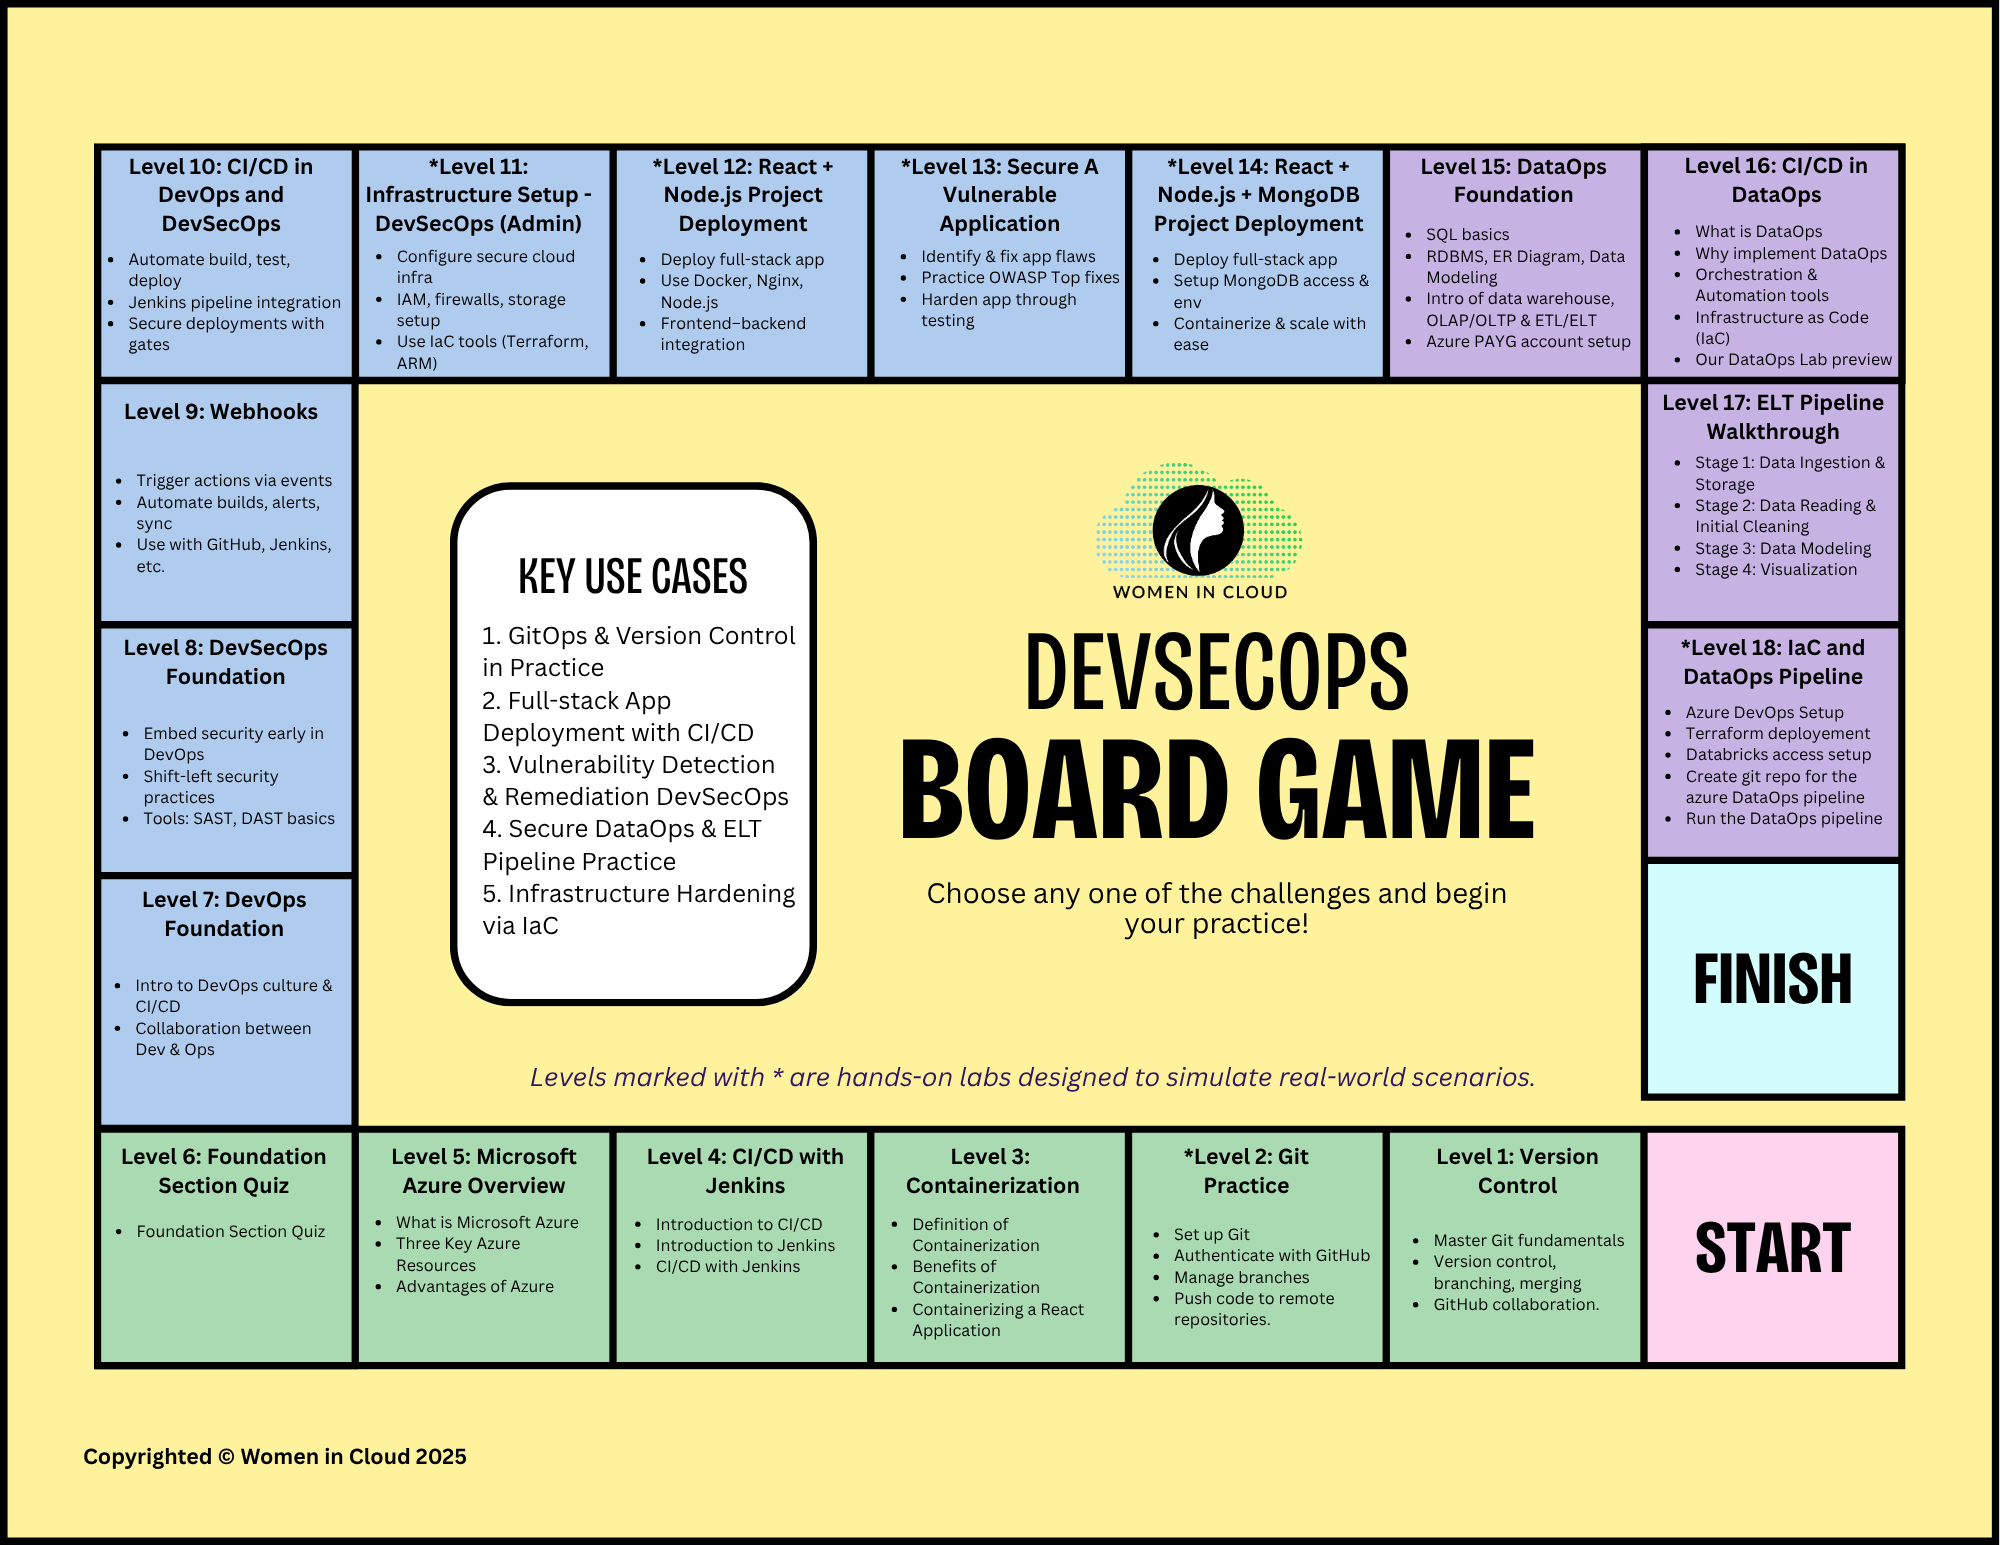 Level 10: CI/CD in
DevOps and
DevSecOps
Automate build, test,
deploy
Jenkins pipeline integration
Secure deployments with
gates
*Level 11:
Infrastructure Setup -
DevSecOps (Admin)
Configure secure cloud
infra
IAM, firewalls, storage
setup
Use IaC tools (Terraform,
ARM)
*Level 12: React +
Node.js Project
Deployment
Deploy full-stack app
Use Docker, Nginx,
Node.js
Frontend–backend
integration
*Level 13: Secure A
Vulnerable
Application
Identify & fix app flaws
Practice OWASP Top fixes
Harden app through
testing
*Level 14: React +
Node.js + MongoDB
Project Deployment
Deploy full-stack app
Setup MongoDB access &
env
Containerize & scale with
ease
Level 15: DataOps
Foundation
SQL basics
RDBMS, ER Diagram, Data
Modeling
Intro of data warehouse,
OLAP/OLTP & ETL/ELT
Azure PAYG account setup
Level 16: CI/CD in
DataOps
What is DataOps
Why implement DataOps
Orchestration &
Automation tools
Infrastructure as Code
(IaC)
Our DataOps Lab preview
Level 9: Webhooks
Trigger actions via events
Automate builds, alerts,
sync
Use with GitHub, Jenkins,
etc.
Level 8: DevSecOps
Foundation
Embed security early in
DevOps
Shift-left security
practices
Tools: SAST, DAST basics
Level 7: DevOps
Foundation
Intro to DevOps culture &
CI/CD
Collaboration between
Dev & Ops
KEY USE CASES
1. GitOps & Version Control
in Practice
2. Full-stack App
Deployment with CI/CD
3. Vulnerability Detection
& Remediation DevSecOps
4. Secure DataOps & ELT
Pipeline Practice
5. Infrastructure Hardening
via IaC
WOMEN IN CLOUD
DEVSECOPS
BOARD GAME
Choose any one of the challenges and begin
your practice!
Levels marked with * are hands-on labs designed to simulate real-world scenarios.
Level 17: ELT Pipeline
Walkthrough
Stage 1: Data Ingestion &
Storage
Stage 2: Data Reading &
Initial Cleaning
Stage 3: Data Modeling
Stage 4: Visualization
*Level 18: IaC and
DataOps Pipeline
Azure DevOps Setup
Terraform deployement
Databricks access setup
Create git repo for the
azure DataOps pipeline
Run the DataOps pipeline
FINISH
Level 6: Foundation
Section Quiz
Foundation Section Quiz
Level 5: Microsoft
Azure Overview
What is Microsoft Azure
Three Key Azure
Resources
Advantages of Azure
Level 4: CI/CD with
Jenkins
Introduction to CI/CD
Introduction to Jenkins
CI/CD with Jenkins
Level 3:
Containerization
Definition of
Containerization
Benefits of
Containerization
Containerizing a React
Application
*Level 2: Git
Practice
Set up Git
Authenticate with GitHub
Manage branches
Push code to remote
repositories.
Level 1: Version
Control
Master Git fundamentals
Version control,
branching, merging
GitHub collaboration.
START
Copyrighted © Women in Cloud 2025